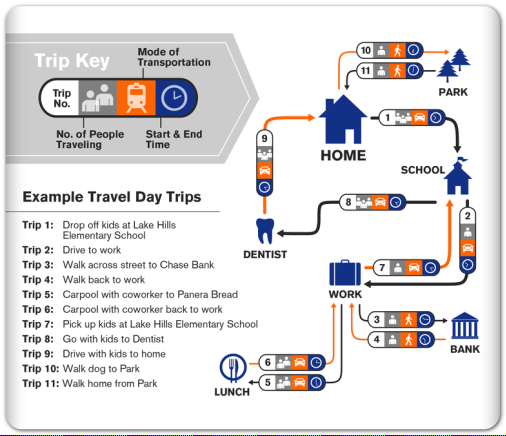 Trip Key
Mode of
Transportation
Trip
No.
No. of People
Traveling
Start & End
Time
Example Travel Day Trips
Trip 1: Drop off kids at Lake Hills
Elementary School
Trip 2: Drive to work
Trip 3: Walk across street to Chase Bank
Trip 4: Walk back to work
Trip 5: Carpool with coworker to Panera Bread
Trip 6: Carpool with coworker back to work
Trip 7: Pick up kids at Lake Hills Elementary School
Trip 8: Go with kids to Dentist
Trip 9: Drive with kids to home
Trip 10: Walk dog to Park
Trip 11: Walk home from Park
10
11
PARK
1
HOME
9
SCHOOL
8
2
DENTIST
7
WORK
3
4
BANK
6
5
LUNCH